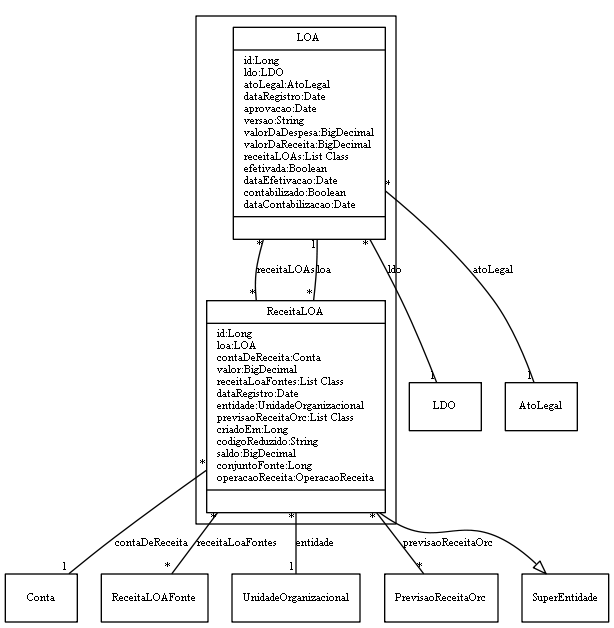 LOA
id:Long
ldo:LDO
atoLegal:AtoLegal
dataRegistro:Date
aprovacao:Date
versao:String
valorDaDespesa:BigDecimal
valorDaReceita:BigDecimal
receitaLOAs:List Class
efetivada:Boolean
dataEfetivacao:Date
contabilizado:Boolean
dataContabilizacao:Date
*
* 1 *
receitaLOAs loa ldo atoLegal
* *
ReceitaLOA
id:Long
loa:LOA
contaDeReceita:Conta
valor:BigDecimal
receitaLoaFontes:List Class
dataRegistro:Date
entidade:UnidadeOrganizacional
previsaoReceitaOrc:List Class
criadoEm:Long
codigoReduzido:String
saldo:BigDecimal
conjuntoFonte:Long
operacaoReceita:OperacaoReceita
1 1
LDO AtoLegal
*
* * *
contaDeReceita receitaLoaFontes entidade previsaoReceitaOrc
1 * 1 *
Conta ReceitaLOAFonte UnidadeOrganizacional PrevisaoReceitaOrc SuperEntidade